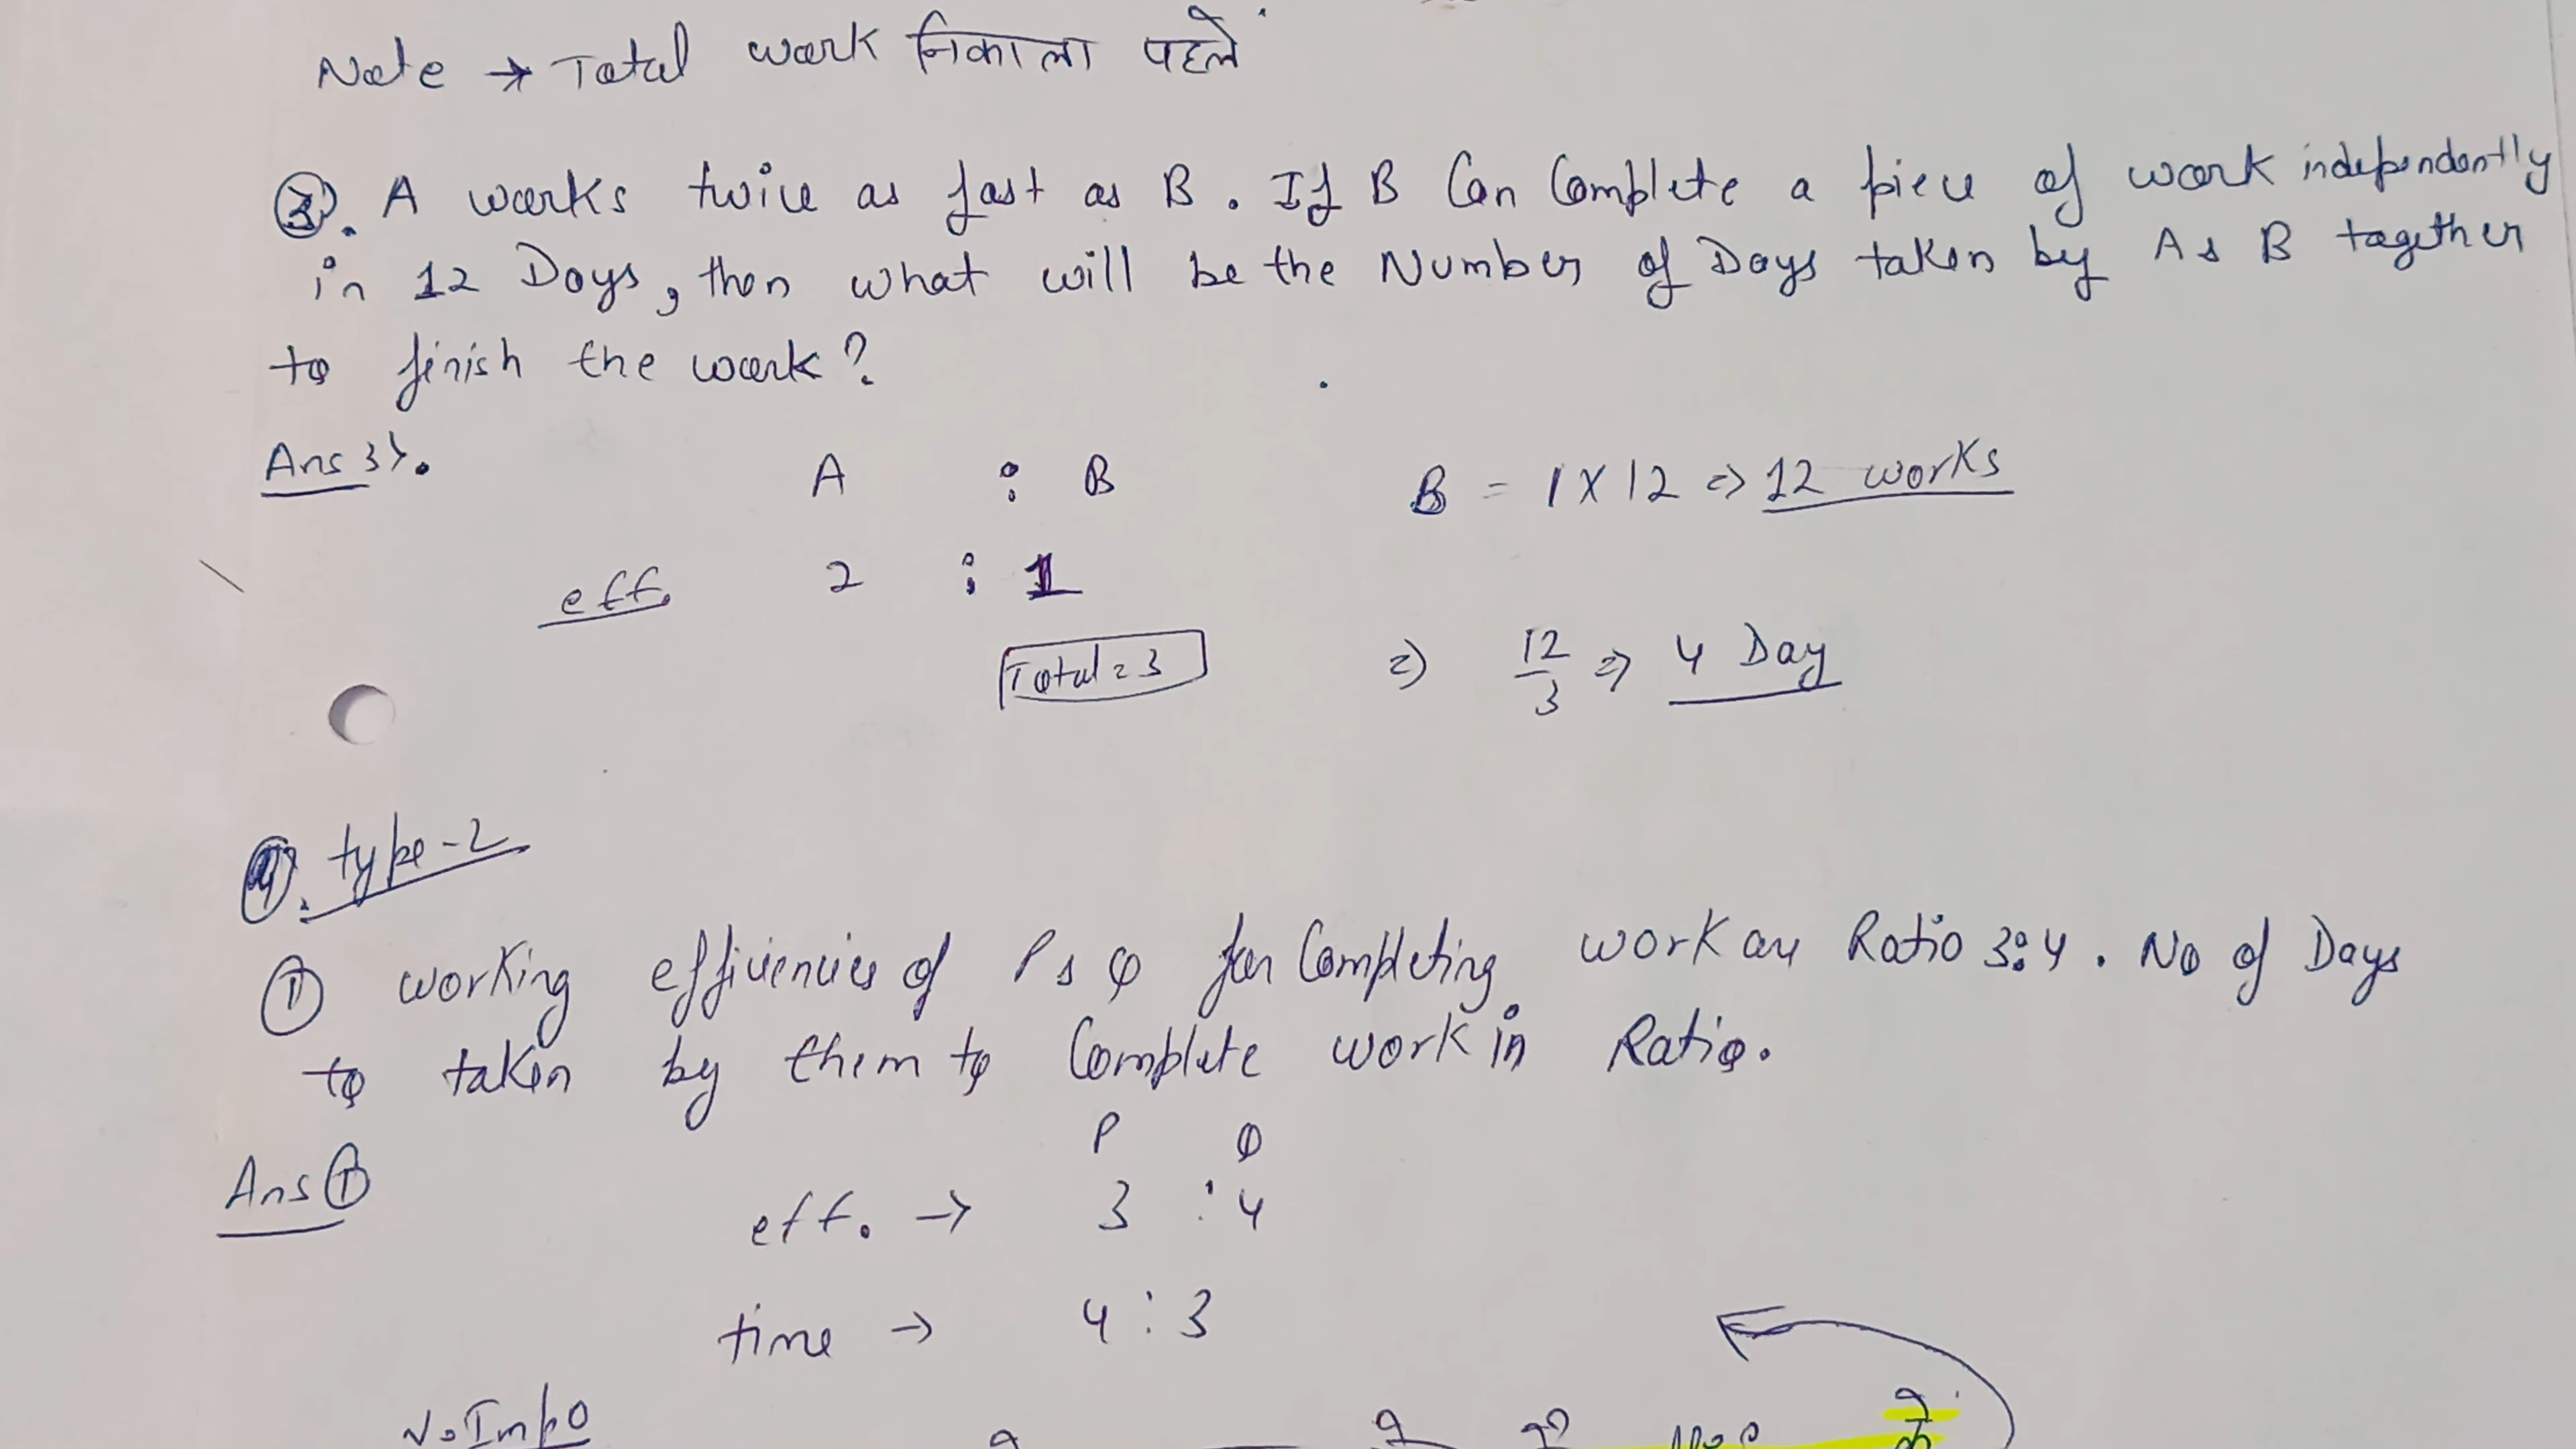 Note → Total work निकाला पहले
③. A works twice as fast as B. If B Can Complete a piece of work independently
in 12 Days, then what will be the Number of Days taken by A & B together
to finish the work?
Ans 3).
A : B
B = 1 X 12 => 12 works
eff. 2 : 1
Total = 3
=> 12/3 => 4 Day
④. type-2
① working efficiencies of P & Q for Completing work are Ratio 3:4. No of Days
to taken by them to Complete work in Ratio.
Ans ①
P Q
eff. → 3 : 4
time → 4 : 3
V.Imp